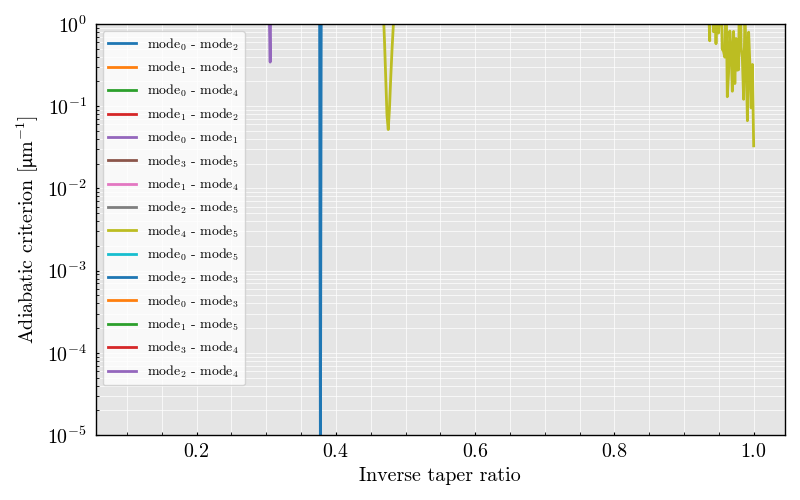 10⁰
10⁻¹
10⁻²
10⁻³
10⁻⁴
10⁻⁵
Adiabatic criterion [μm⁻¹]
mode₀ - mode₂
mode₁ - mode₃
mode₀ - mode₄
mode₁ - mode₂
mode₀ - mode₁
mode₃ - mode₅
mode₁ - mode₄
mode₂ - mode₅
mode₄ - mode₅
mode₀ - mode₅
mode₂ - mode₃
mode₀ - mode₃
mode₁ - mode₅
mode₃ - mode₄
mode₂ - mode₄
0.2 0.4 0.6 0.8 1.0
Inverse taper ratio